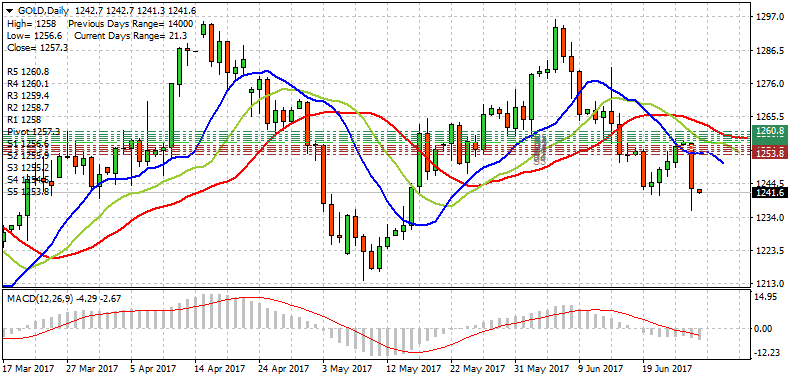 GOLD,Daily 1242.7 1242.7 1241.3 1241.6
High= 1258 Previous Days Range= 14000
Low= 1256.6 Current Days Range= 21.3
Close= 1257.3
R5 1260.8
R4 1260.1
R3 1259.4
R2 1258.7
R1 1258
Pivot 1257.3
S1 1256.6
S2 1255.9
S3 1255.2
S4 1254.5
S5 1253.8
1297.0
1286.5
1276.0
1265.5
1260.8
1253.8
1244.5
1241.6
1234.0
1223.5
1213.0
MACD(12,26,9) -4.29 -2.67
14.95
0.00
-12.23
17 Mar 2017 27 Mar 2017 5 Apr 2017 14 Apr 2017 24 Apr 2017 3 May 2017 12 May 2017 22 May 2017 31 May 2017 9 Jun 2017 19 Jun 2017